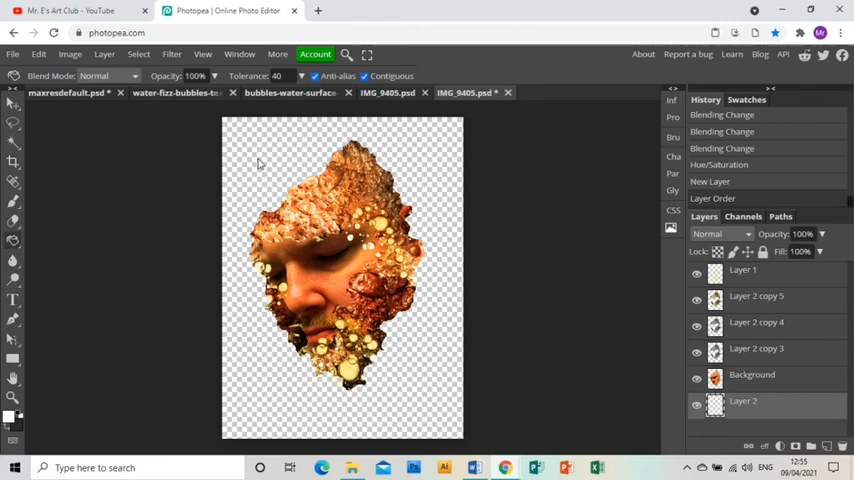 Mr. E's Art Club - YouTube
Photopea | Online Photo Editor
photopea.com
Mr
File Edit Image Layer Select Filter View Window More Account
About Report a bug Learn Blog API
Blend Mode: Normal Opacity: 100% Tolerance: 40 Anti-alias Contiguous
maxresdefault.psd * water-fizz-bubbles-te bubbles-water-surface- IMG_9405.psd IMG_9405.psd *
Inf
Pro
Bru
Cha
Par
Gly
CSS
History Swatches
Blending Change
Blending Change
Blending Change
Hue/Saturation
New Layer
Layer Order
Layers Channels Paths
Normal Opacity: 100%
Lock: Fill: 100%
Layer 1
Layer 2 copy 5
Layer 2 copy 4
Layer 2 copy 3
Background
Layer 2
eff
Type here to search
Ps Ai
ENG
12:55
09/04/2021